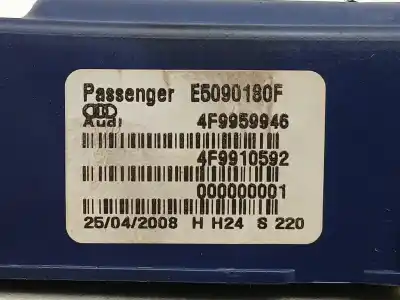 Passenger E5090180F
Audi 4F9959946
4F9910592
000000001
25/04/2008 H H24 S 220